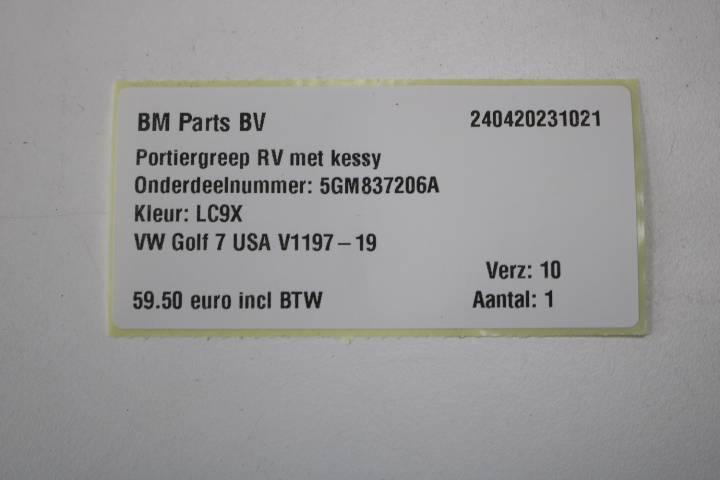 BM Parts BV 240420231021
Portiergreep RV met kessy
Onderdeelnummer: 5GM837206A
Kleur: LC9X
VW Golf 7 USA V1197 – 19
Verz: 10
59.50 euro incl BTW Aantal: 1